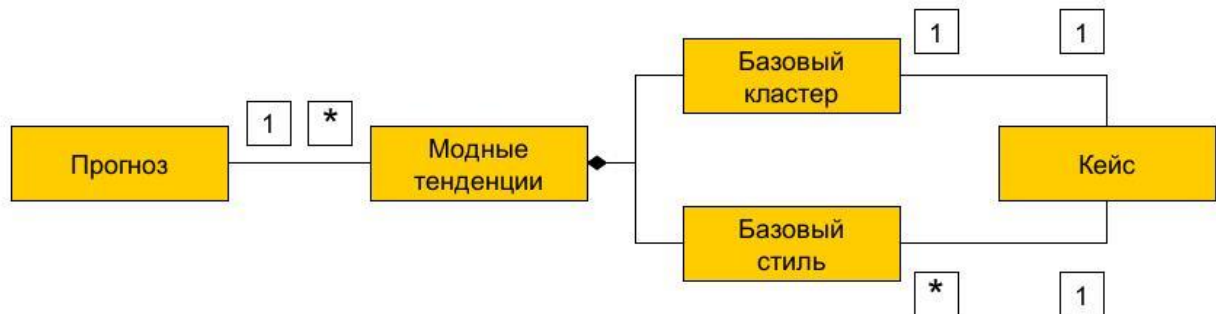 1
1
Базовый
кластер
1
*
Прогноз
Модные
тенденции
Кейс
Базовый
стиль
*
1